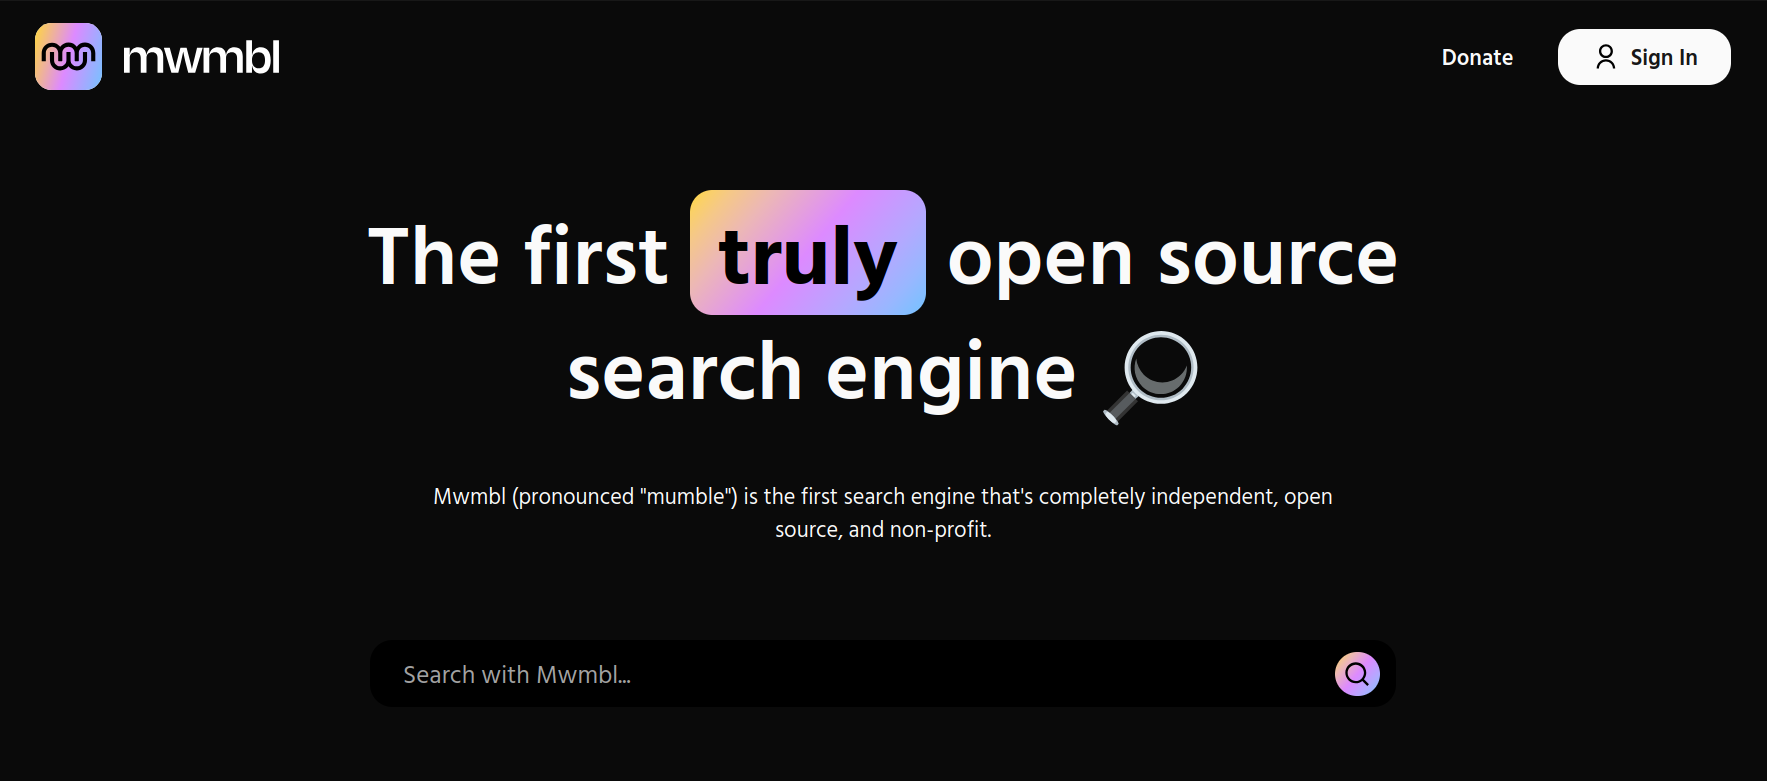 mwmbl
Donate
Sign In
The first truly open source
search engine
Mwmbl (pronounced "mumble") is the first search engine that's completely independent, open
source, and non-profit.
Search with Mwmbl...